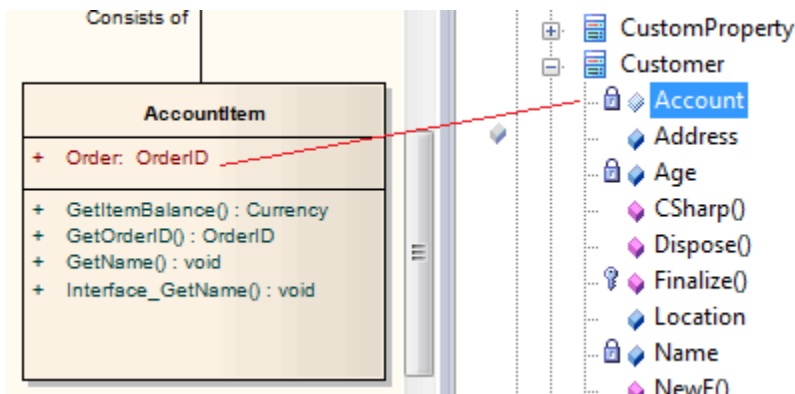 Consists of
AccountItem
+ Order: OrderID
+ GetItemBalance() : Currency
+ GetOrderID() : OrderID
+ GetName() : void
+ Interface_GetName() : void
CustomProperty
Customer
Account
Address
Age
CSharp()
Dispose()
Finalize()
Location
Name
NewF()